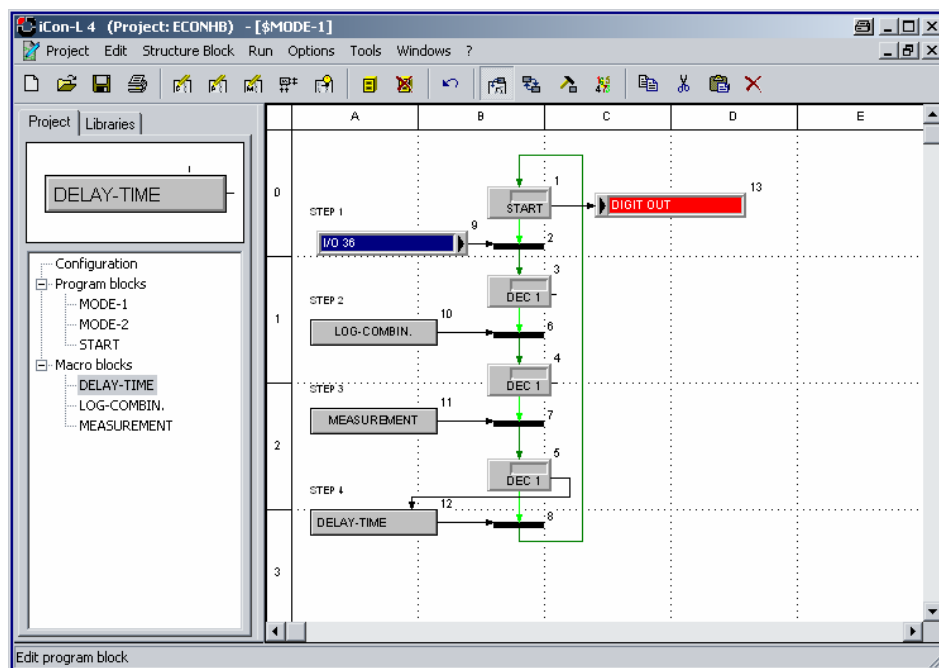 iCon-L 4 (Project: ECONHB) - [$MODE-1]
Project Edit Structure Block Run Options Tools Windows ?
Project Libraries
DELAY-TIME
Configuration
Program blocks
MODE-1
MODE-2
START
Macro blocks
DELAY-TIME
LOG-COMBIN.
MEASUREMENT
A B C D E
0
1
2
3
1
START
13
DIGIT OUT
STEP 1
9
I/O 36
2
3
DEC 1
STEP 2
10
LOG-COMBIN.
6
4
DEC 1
STEP 3
11
MEASUREMENT
7
5
DEC 1
STEP 4
12
DELAY-TIME
8
Edit program block